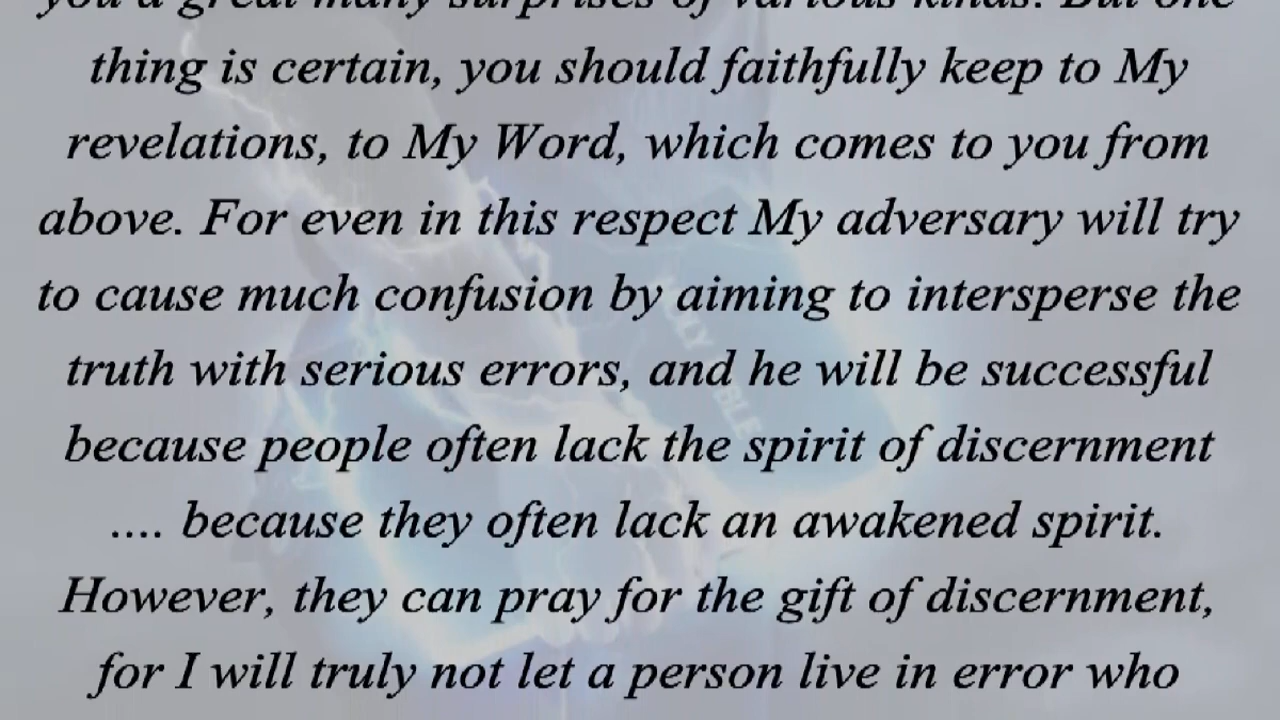 you a great many surprises of various kinds. But one
thing is certain, you should faithfully keep to My
revelations, to My Word, which comes to you from
above. For even in this respect My adversary will try
to cause much confusion by aiming to intersperse the
truth with serious errors, and he will be successful
because people often lack the spirit of discernment
.... because they often lack an awakened spirit.
However, they can pray for the gift of discernment,
for I will truly not let a person live in error who